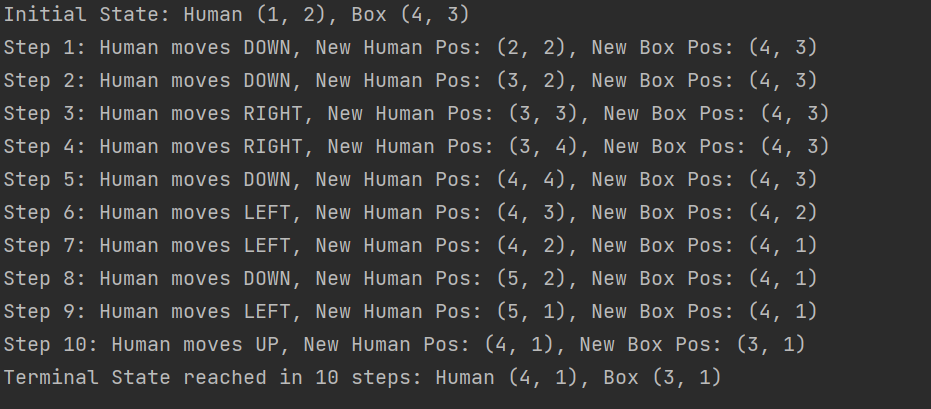 Initial State: Human (1, 2), Box (4, 3)
Step 1: Human moves DOWN, New Human Pos: (2, 2), New Box Pos: (4, 3)
Step 2: Human moves DOWN, New Human Pos: (3, 2), New Box Pos: (4, 3)
Step 3: Human moves RIGHT, New Human Pos: (3, 3), New Box Pos: (4, 3)
Step 4: Human moves RIGHT, New Human Pos: (3, 4), New Box Pos: (4, 3)
Step 5: Human moves DOWN, New Human Pos: (4, 4), New Box Pos: (4, 3)
Step 6: Human moves LEFT, New Human Pos: (4, 3), New Box Pos: (4, 2)
Step 7: Human moves LEFT, New Human Pos: (4, 2), New Box Pos: (4, 1)
Step 8: Human moves DOWN, New Human Pos: (5, 2), New Box Pos: (4, 1)
Step 9: Human moves LEFT, New Human Pos: (5, 1), New Box Pos: (4, 1)
Step 10: Human moves UP, New Human Pos: (4, 1), New Box Pos: (3, 1)
Terminal State reached in 10 steps: Human (4, 1), Box (3, 1)